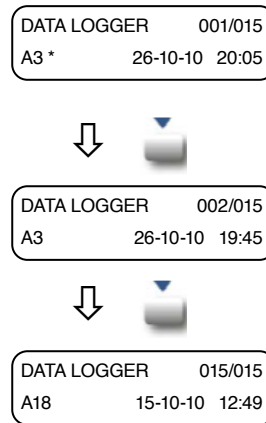 DATA LOGGER 001/015
A3 * 26-10-10 20:05
DATA LOGGER 002/015
A3 26-10-10 19:45
DATA LOGGER 015/015
A18 15-10-10 12:49